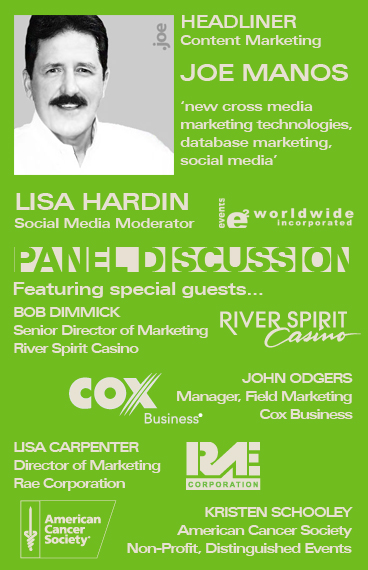 .joe
HEADLINER
Content Marketing
JOE MANOS
‘new cross media
marketing technologies,
database marketing,
social media’
LISA HARDIN
Social Media Moderator
events
e2 worldwide
incorporated
PANEL DISCUSSION
Featuring special guests...
BOB DIMMICK
Senior Director of Marketing
River Spirit Casino
RIVER SPIRIT
Casino
COX
Business
JOHN ODGERS
Manager, Field Marketing
Cox Business
LISA CARPENTER
Director of Marketing
Rae Corporation
RAE
CORPORATION
American
Cancer
Society®
KRISTEN SCHOOLEY
American Cancer Society
Non-Profit, Distinguished Events